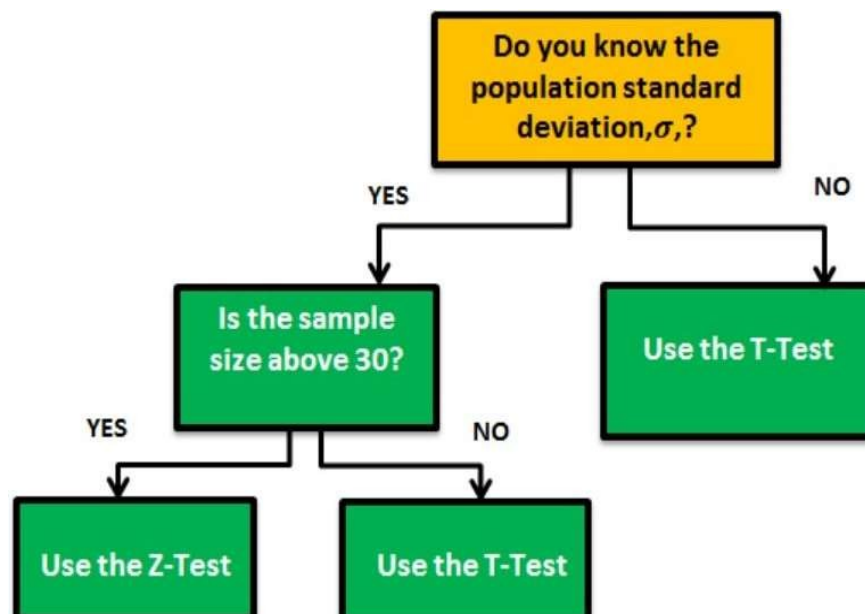 Do you know the
population standard
deviation,σ,?
YES
NO
Is the sample
size above 30?
Use the T-Test
YES
NO
Use the Z-Test
Use the T-Test